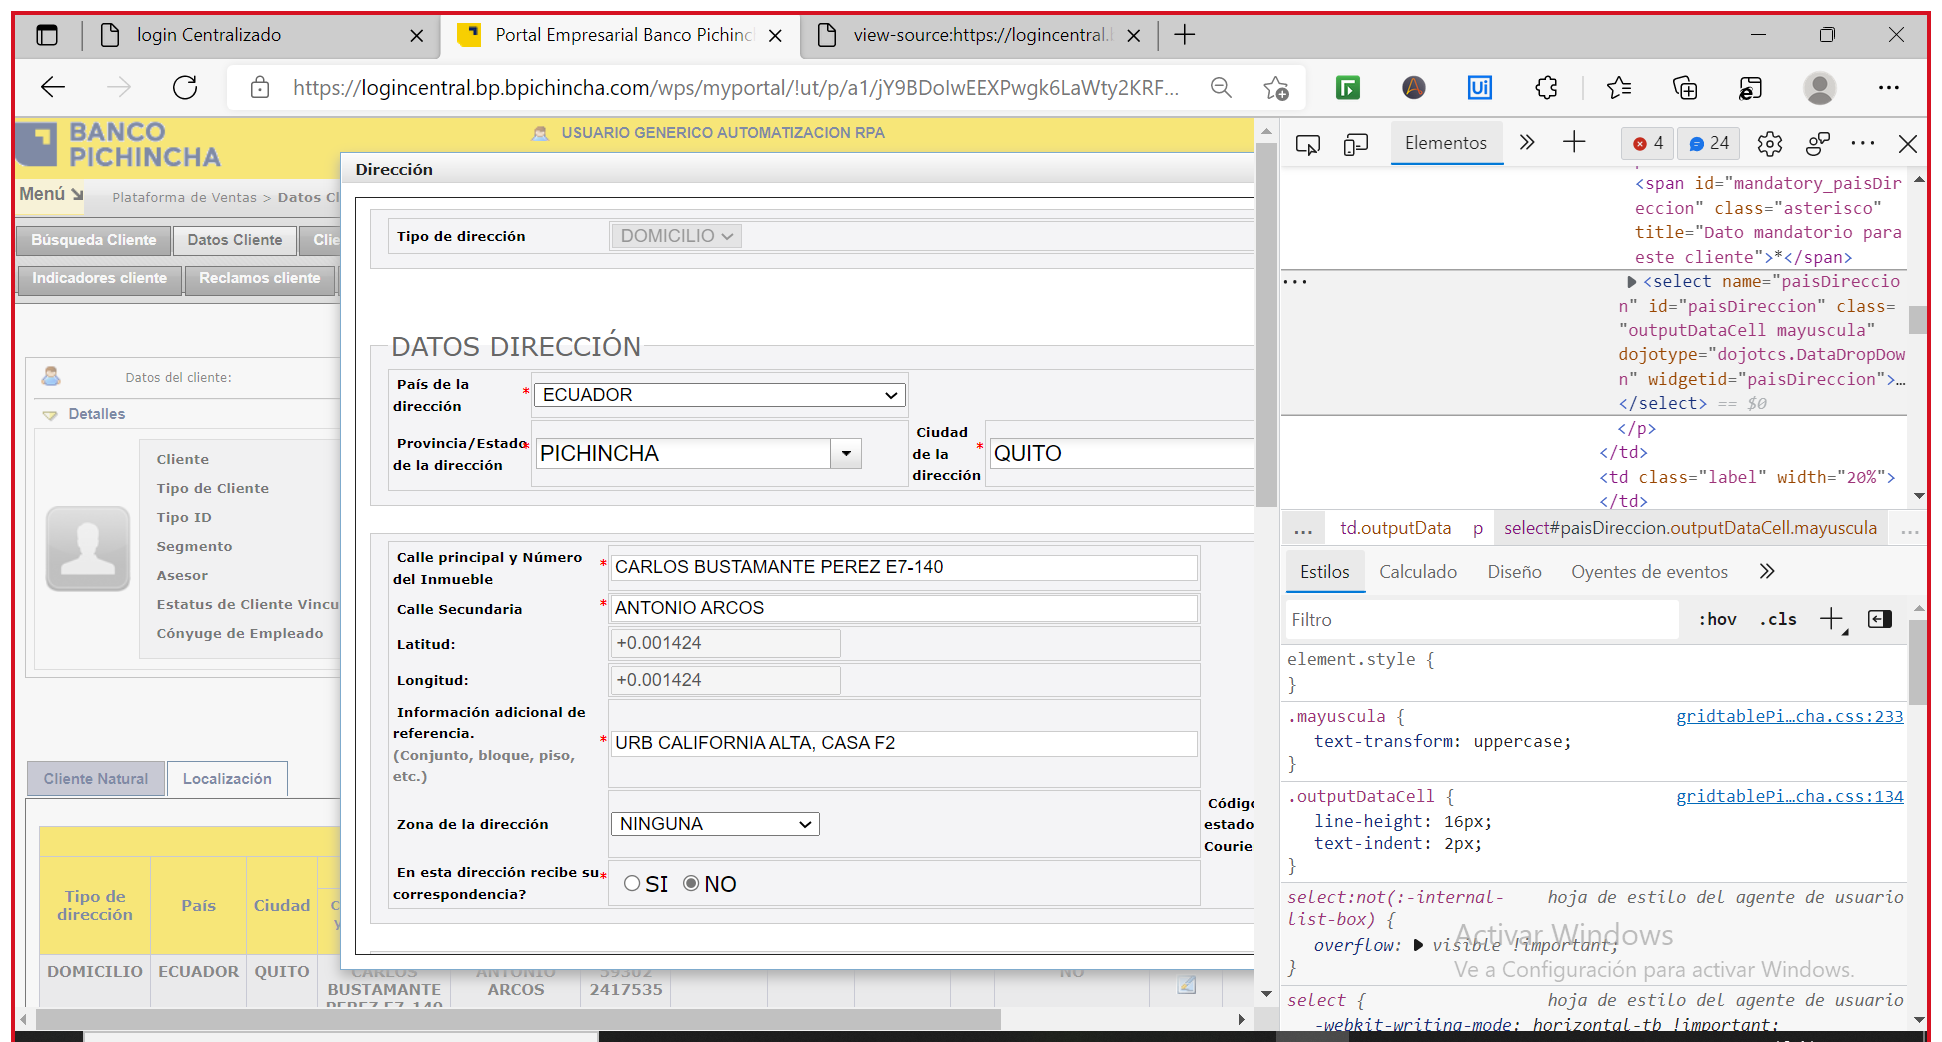 login Centralizado
Portal Empresarial Banco Pichinc
view-source:https://logincentral.
https://logincentral.bp.bpichincha.com/wps/myportal/!ut/p/a1/jY9BDoIwEEXPwgk6LaWty2KRF...
BANCO
PICHINCHA
USUARIO GENERICO AUTOMATIZACION RPA
Menú
Plataforma de Ventas > Datos Cl
Búsqueda Cliente
Datos Cliente
Clie
Indicadores cliente
Reclamos cliente
Datos del cliente:
Detalles
Cliente
Tipo de Cliente
Tipo ID
Segmento
Asesor
Estatus de Cliente Vincu
Cónyuge de Empleado
Cliente Natural
Localización
Tipo de
dirección
País
Ciudad
DOMICILIO
ECUADOR
QUITO
CARLOS
BUSTAMANTE
PEREZ E7-140
ANTONIO
ARCOS
59302
2417535
NO
Dirección
Tipo de dirección
DOMICILIO
DATOS DIRECCIÓN
País de la
dirección
*
ECUADOR
Provincia/Estado
de la dirección
*
PICHINCHA
Ciudad
de la
dirección
*
QUITO
Calle principal y Número
del Inmueble
*
CARLOS BUSTAMANTE PEREZ E7-140
Calle Secundaria
*
ANTONIO ARCOS
Latitud:
+0.001424
Longitud:
+0.001424
Información adicional de
referencia.
(Conjunto, bloque, piso,
etc.)
*
URB CALIFORNIA ALTA, CASA F2
Zona de la dirección
NINGUNA
Código
estado
Courie
En esta dirección recibe su
correspondencia?
*
SI
NO
Elementos
4
24
<span id="mandatory_paisDir
eccion" class="asterisco"
title="Dato mandatorio para
este cliente">*</span>
...
<select name="paisDireccio
n" id="paisDireccion" class=
"outputDataCell mayuscula"
dojotype="dojotcs.DataDropDow
n" widgetid="paisDireccion">…
</select> == $0
</p>
</td>
<td class="label" width="20%">
</td>
...
td.outputData
p
select#paisDireccion.outputDataCell.mayuscula
...
Estilos
Calculado
Diseño
Oyentes de eventos
Filtro
:hov
.cls
element.style {
}
.mayuscula {
gridtablePi…cha.css:233
text-transform: uppercase;
}
.outputDataCell {
gridtablePi…cha.css:134
line-height: 16px;
text-indent: 2px;
}
select:not(:-internal-
list-box) {
hoja de estilo del agente de usuario
overflow: visible !important;
}
select {
hoja de estilo del agente de usuario
-webkit-writing-mode: horizontal-tb !important;
Activar Windows
Ve a Configuración para activar Windows.